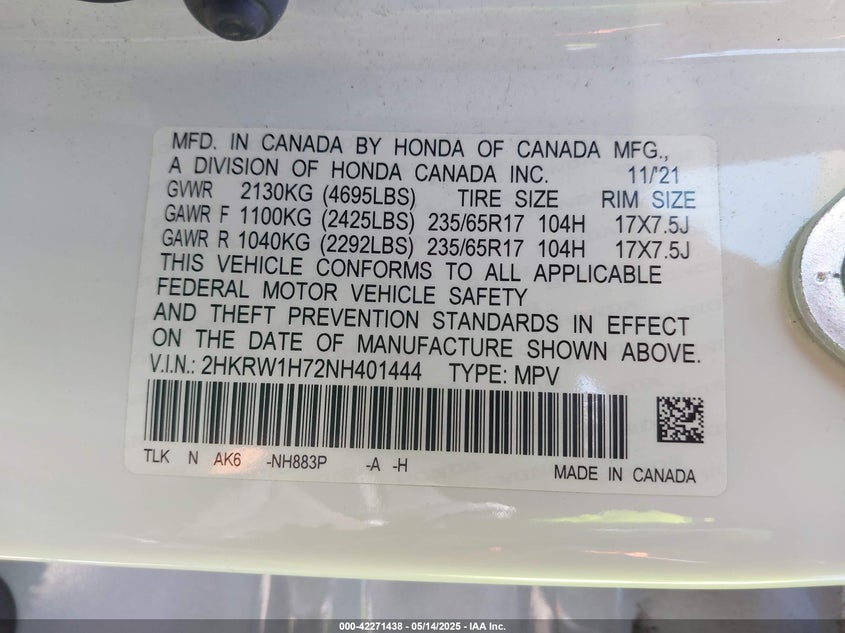 MFD. IN CANADA BY HONDA OF CANADA MFG.,
A DIVISION OF HONDA CANADA INC. 11/'21
GVWR 2130KG (4695LBS) TIRE SIZE RIM SIZE
GAWR F 1100KG (2425LBS) 235/65R17 104H 17X7.5J
GAWR R 1040KG (2292LBS) 235/65R17 104H 17X7.5J
THIS VEHICLE CONFORMS TO ALL APPLICABLE
FEDERAL MOTOR VEHICLE SAFETY
AND THEFT PREVENTION STANDARDS IN EFFECT
ON THE DATE OF MANUFACTURE SHOWN ABOVE.
V.I.N.: 2HKRW1H72NH401444 TYPE: MPV
TLK N AK6 -NH883P -A -H
MADE IN CANADA
000-42271438 - 05/14/2025 - IAA Inc.